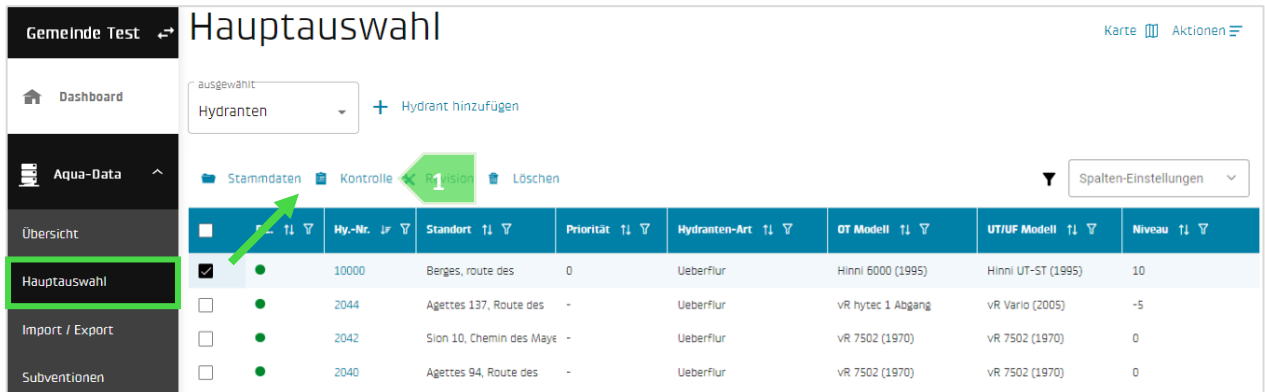 Gemeinde Test
Hauptauswahl
Karte
Aktionen
Dashboard
ausgewählt
Hydranten
Hydrant hinzufügen
Aqua-Data
Stammdaten Kontrolle 1 Revision Löschen
Spalten-Einstellungen
Übersicht
Hauptauswahl
Import / Export
Subventionen
Hy.-Nr. Standort Priorität Hydranten-Art OT Modell UT/UF Modell Niveau
10000 Berges, route des 0 Ueberflur Hinni 6000 (1995) Hinni UT-ST (1995) 10
2044 Agettes 137, Route des - Ueberflur vR hytec 1 Abgang vR Vario (2005) -5
2042 Sion 10, Chemin des Maye - Ueberflur vR 7502 (1970) vR 7502 (1970) 0
2040 Agettes 94, Route des - Ueberflur vR 7502 (1970) vR 7502 (1970) 0